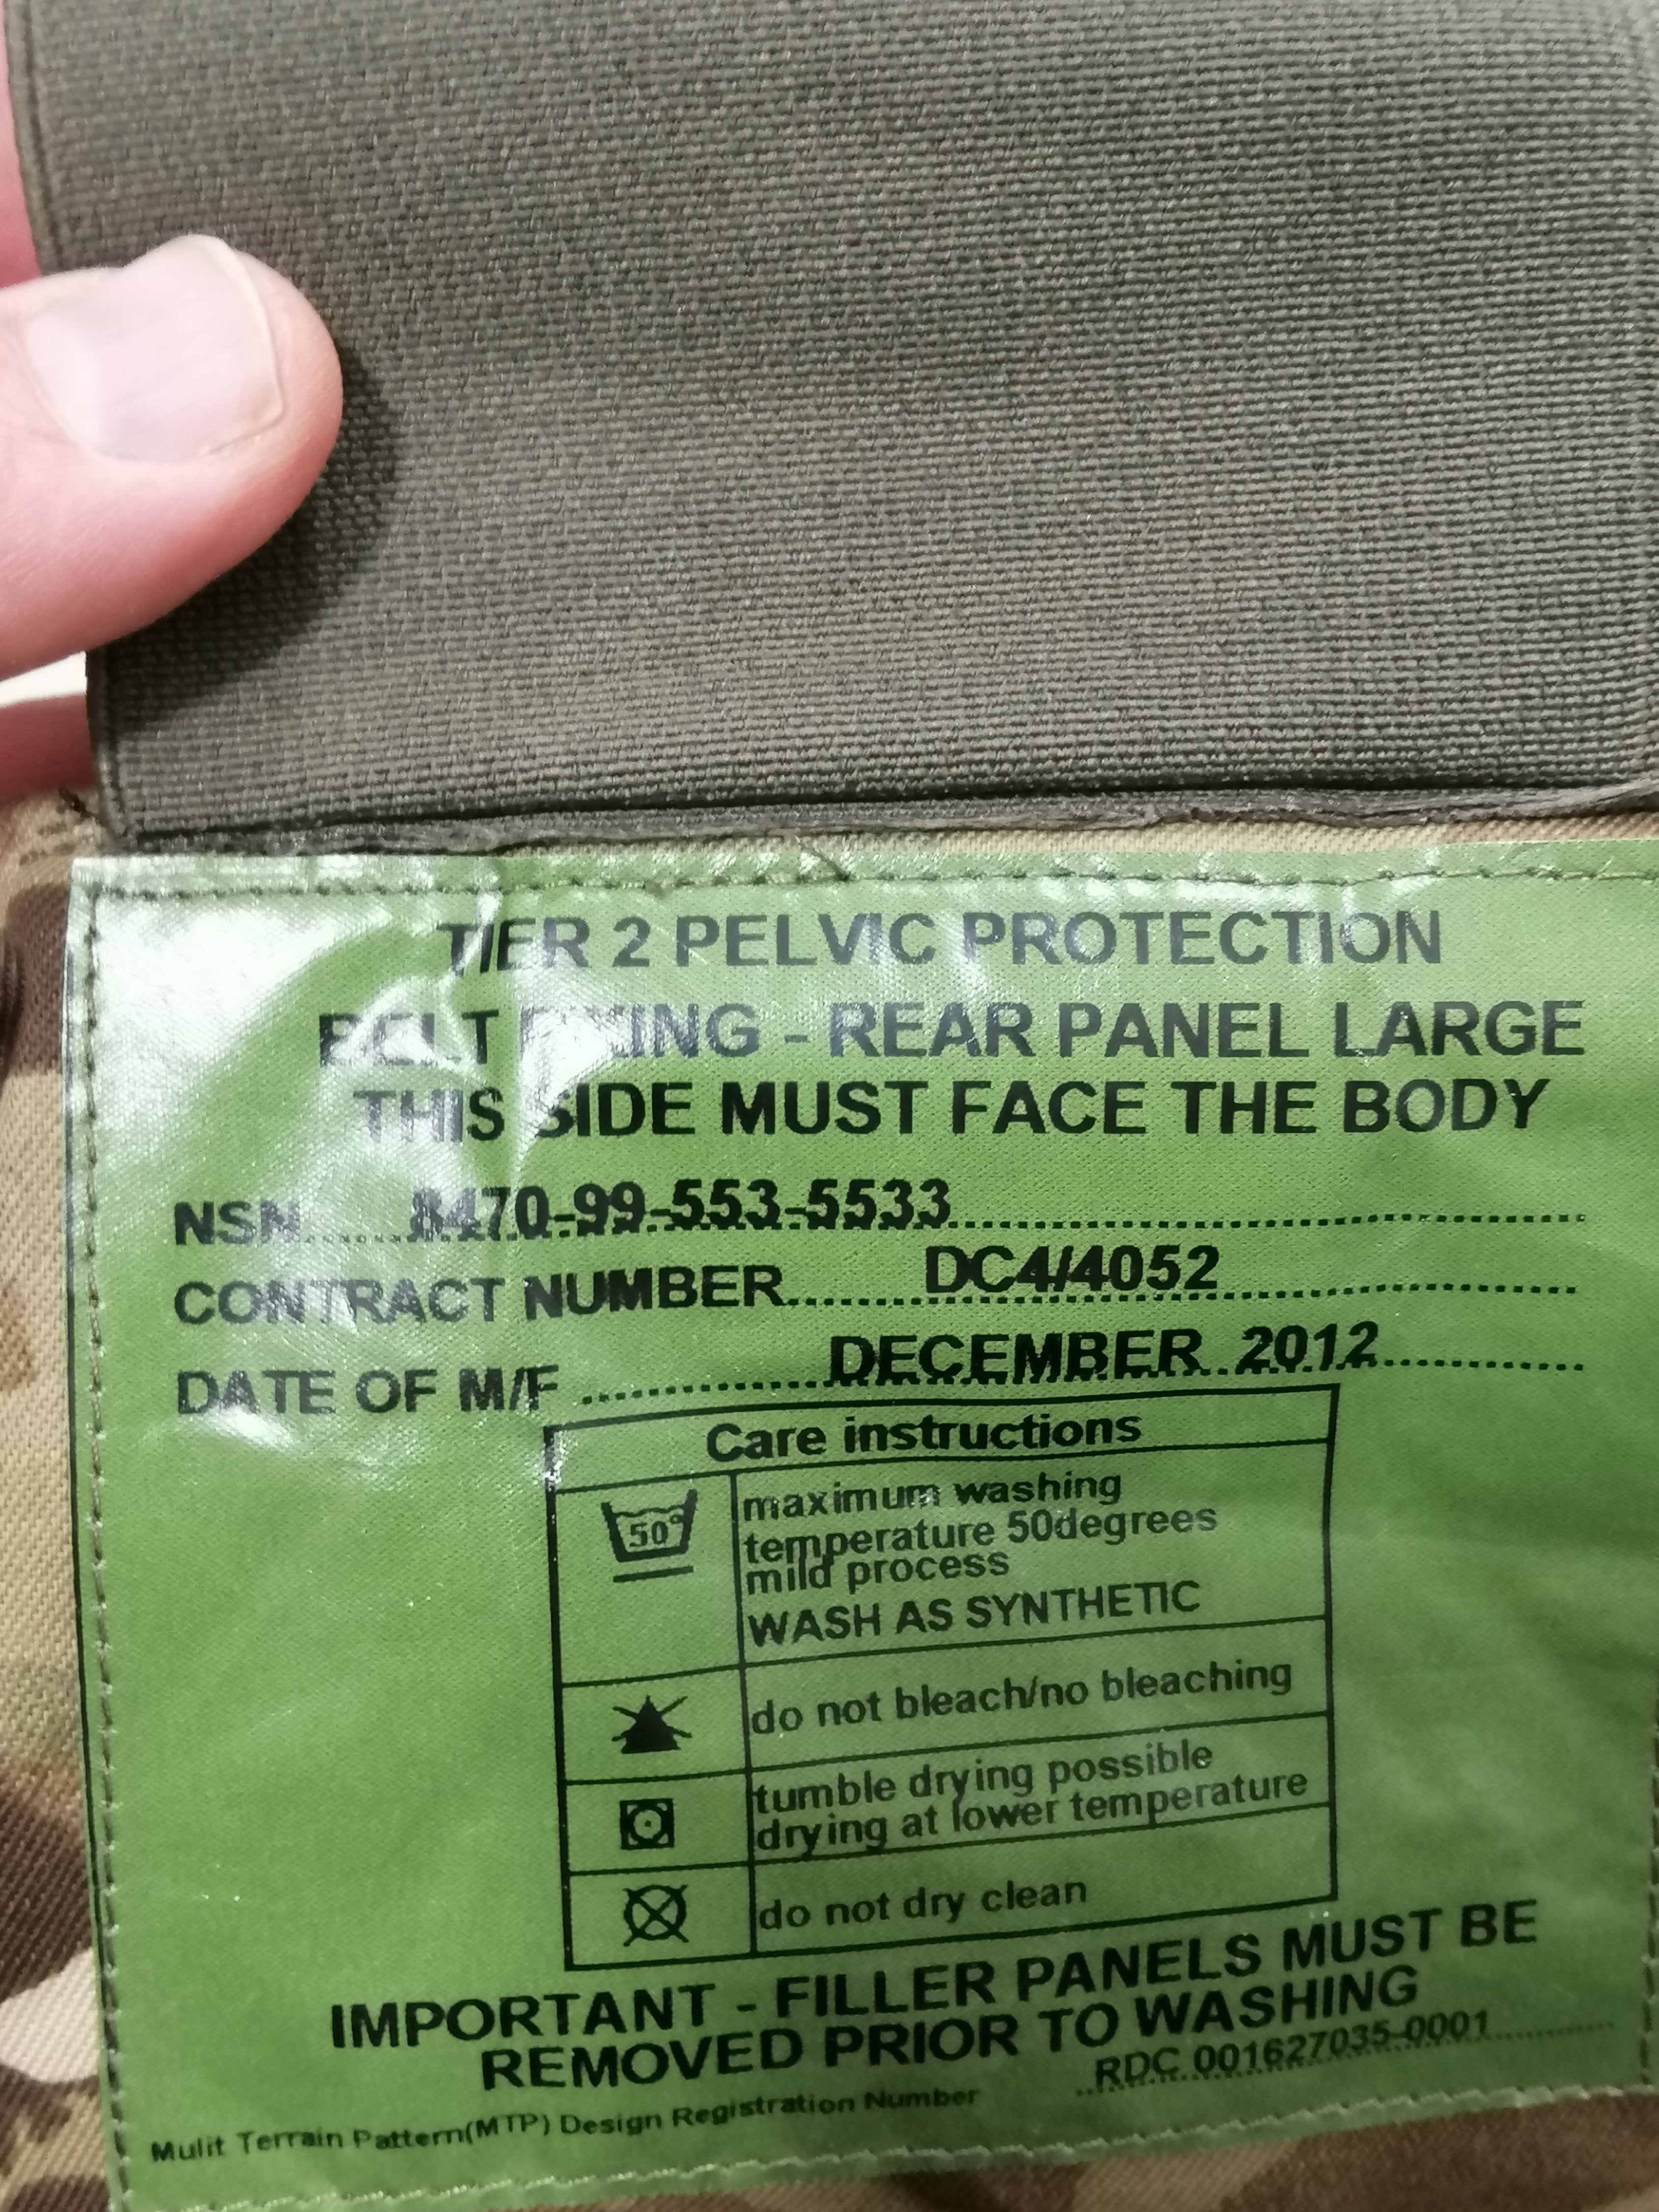 TIER 2 PELVIC PROTECTION
BELT FIXING - REAR PANEL LARGE
THIS SIDE MUST FACE THE BODY
NSN......8470-99-553-5533
CONTRACT NUMBER.......DC4/4052
DATE OF M/F ..........DECEMBER 2012
Care instructions
50°
maximum washing
temperature 50degrees
mild process
WASH AS SYNTHETIC
do not bleach/no bleaching
tumble drying possible
drying at lower temperature
do not dry clean
IMPORTANT - FILLER PANELS MUST BE
REMOVED PRIOR TO WASHING
Mulit Terrain Pattern(MTP) Design Registration Number ..RDC 001627035-0001